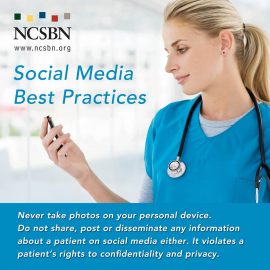 NCSBN
www.ncsbn.org
Social Media
Best Practices
Never take photos on your personal device.
Do not share, post or disseminate any information
about a patient on social media either. It violates a
patient's rights to confidentiality and privacy.